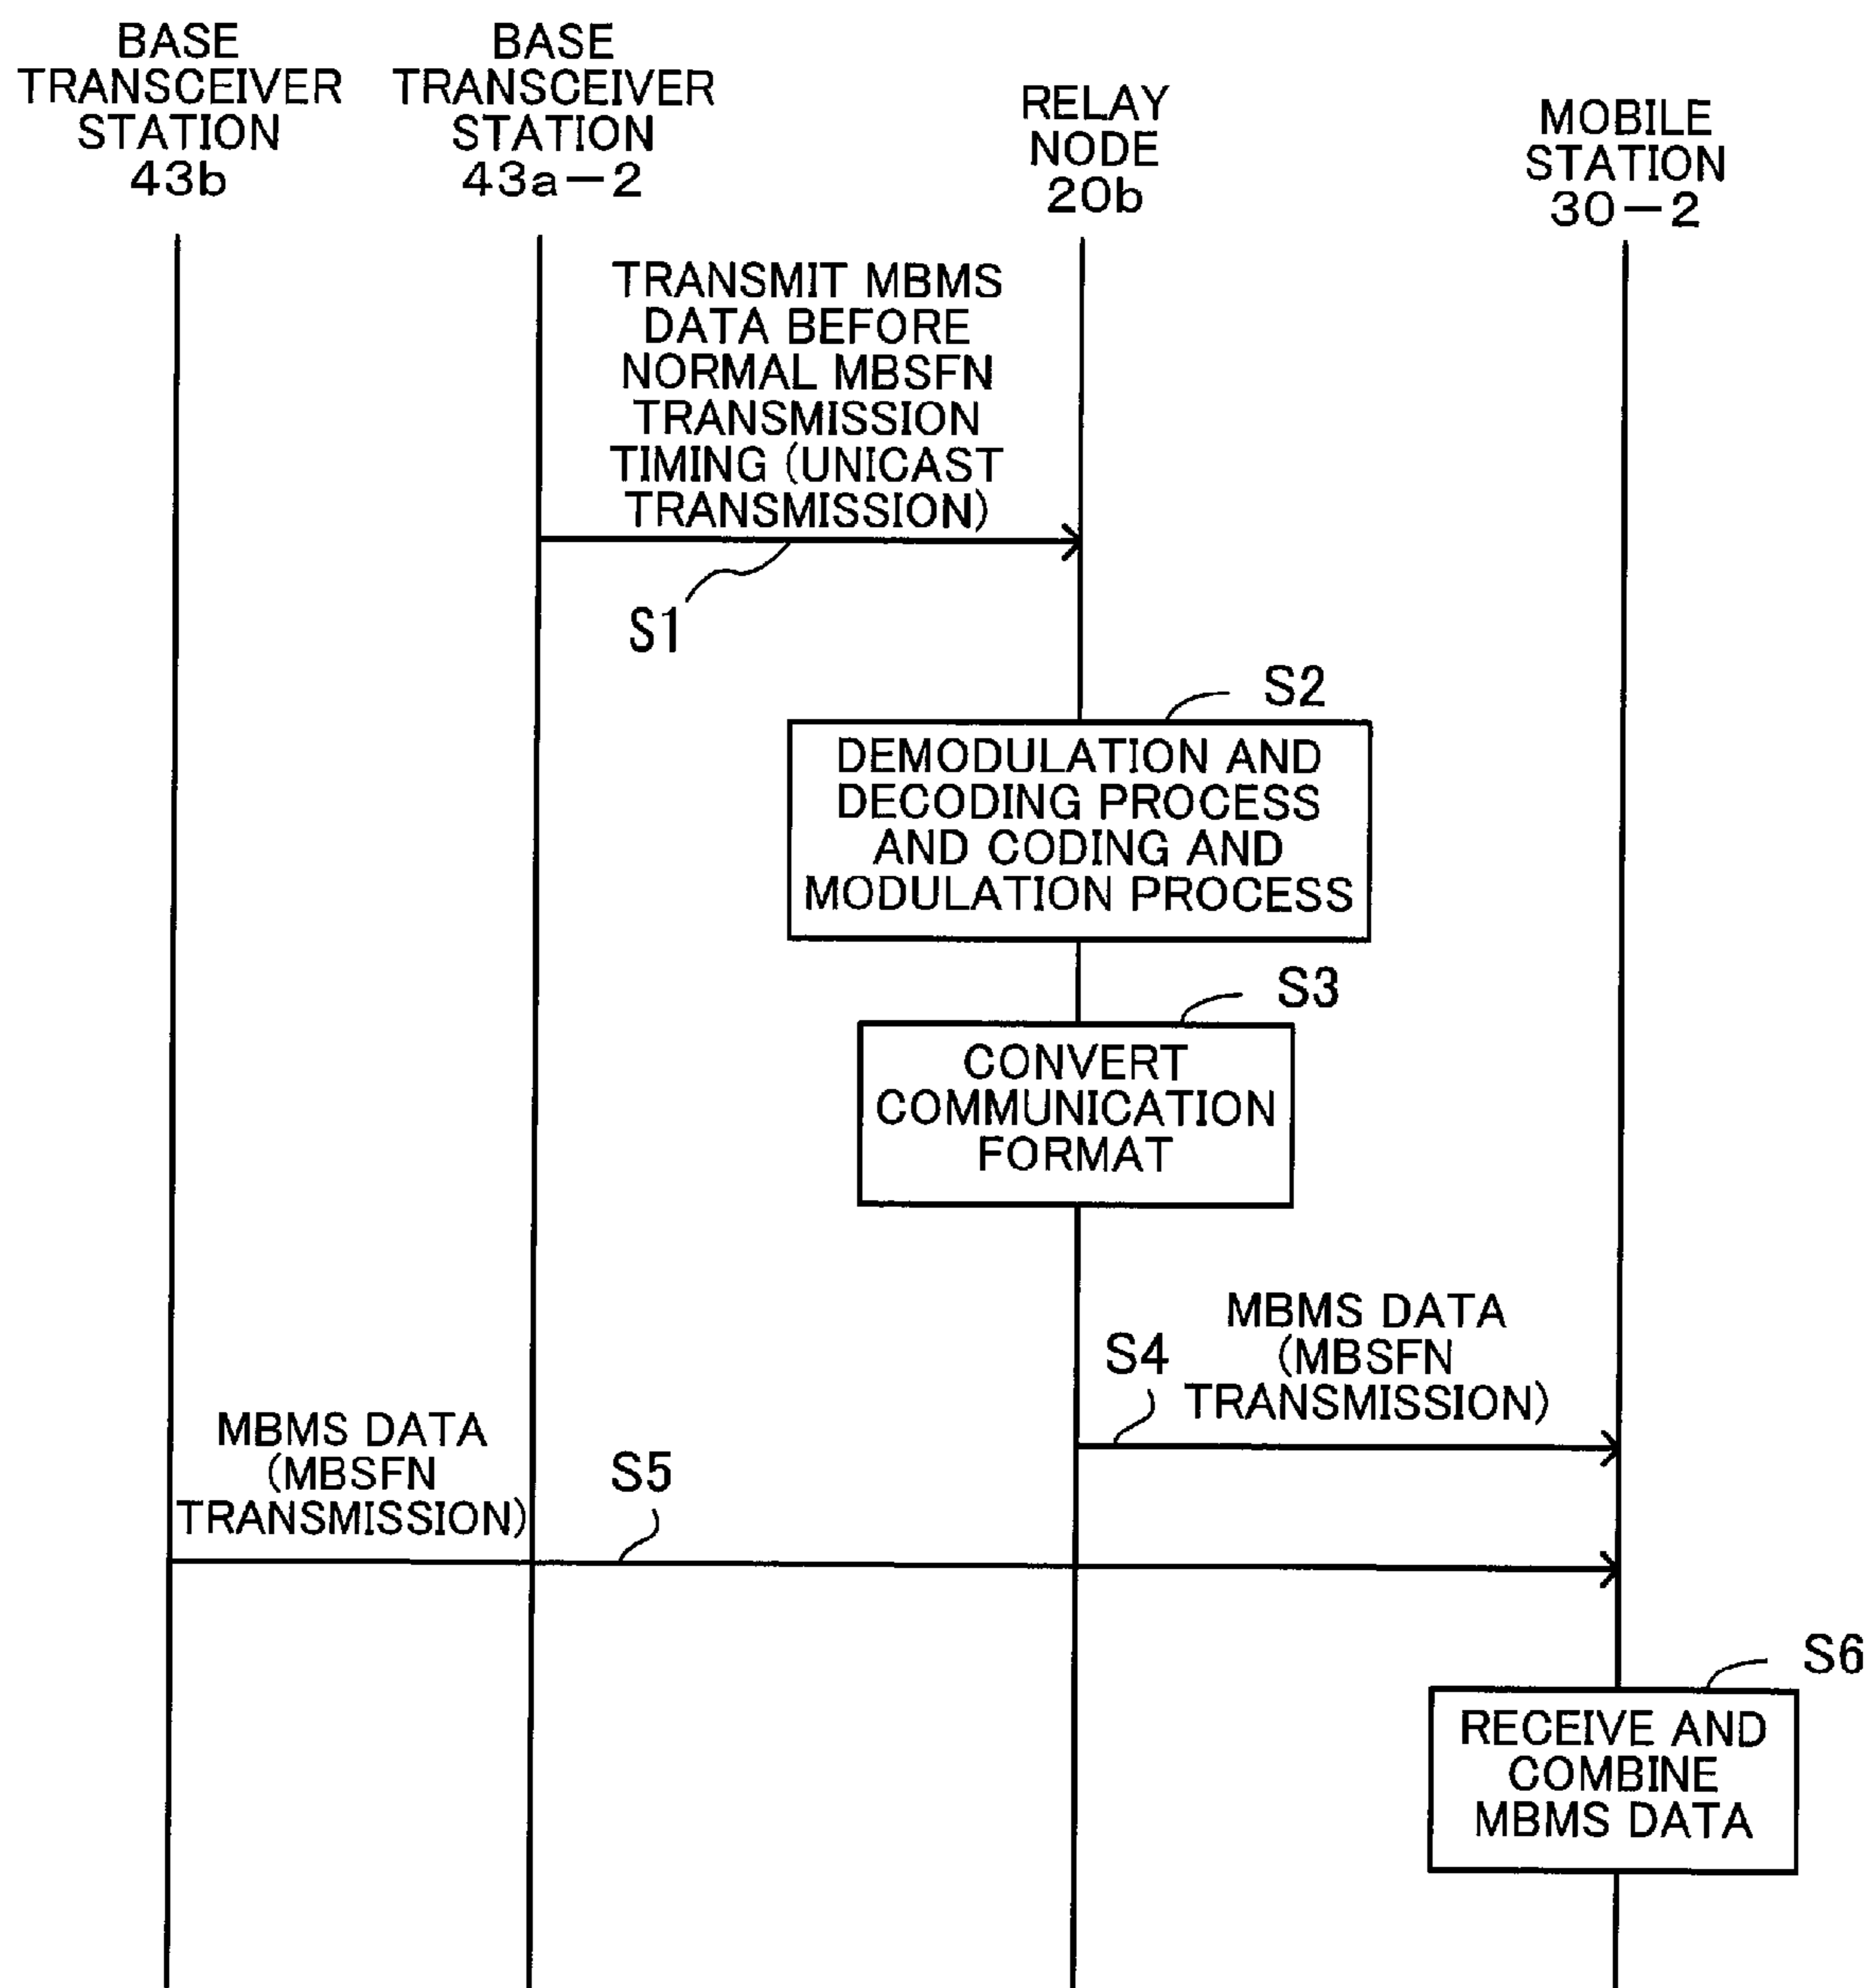 BASE
TRANSCEIVER
STATION
43b
BASE
TRANSCEIVER
STATION
43a-2
RELAY
NODE
20b
MOBILE
STATION
30-2
TRANSMIT MBMS
DATA BEFORE
NORMAL MBSFN
TRANSMISSION
TIMING (UNICAST
TRANSMISSION)
S1
S2
DEMODULATION AND
DECODING PROCESS
AND CODING AND
MODULATION PROCESS
S3
CONVERT
COMMUNICATION
FORMAT
MBMS DATA
(MBSFN
TRANSMISSION)
S4
MBMS DATA
(MBSFN
TRANSMISSION)
S5
S6
RECEIVE AND
COMBINE
MBMS DATA